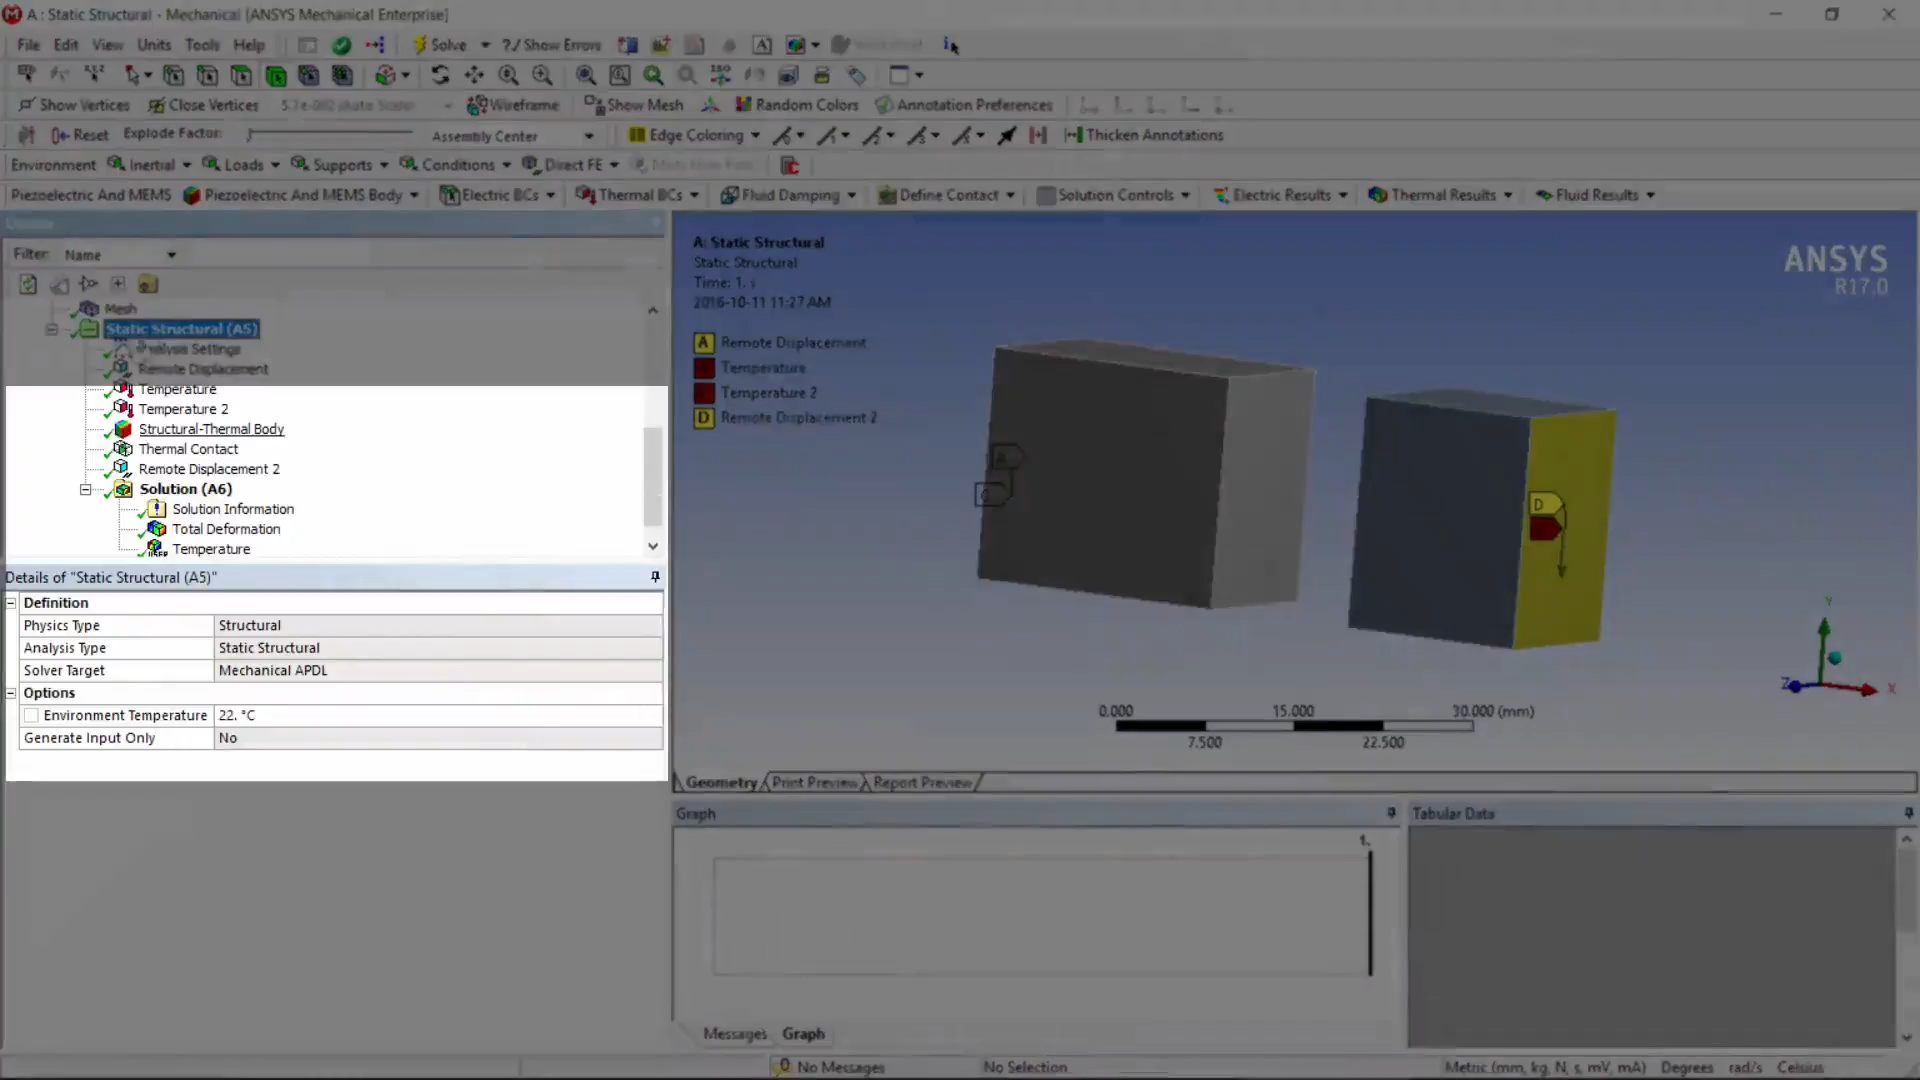 A : Static Structural - Mechanical [ANSYS Mechanical Enterprise]
File Edit View Units Tools Help Solve ?/ Show Errors
Show Vertices Close Vertices Wireframe Show Mesh Random Colors Annotation Preferences
Reset Explode Factor: Assembly Center Edge Coloring Thicken Annotations
Environment Inertial Loads Supports Conditions Direct FE
Piezoelectric And MEMS Piezoelectric And MEMS Body Electric BCs Thermal BCs Fluid Damping Define Contact Solution Controls Electric Results Thermal Results Fluid Results
Filter: Name
Mesh
Static Structural (A5)
Analysis Settings
Remote Displacement
Temperature
Temperature 2
Structural-Thermal Body
Thermal Contact
Remote Displacement 2
Solution (A6)
Solution Information
Total Deformation
Temperature
Details of "Static Structural (A5)"
Definition
Physics Type Structural
Analysis Type Static Structural
Solver Target Mechanical APDL
Options
Environment Temperature 22. °C
Generate Input Only No
A: Static Structural
Static Structural
Time: 1. s
2016-10-11 11:27 AM
A Remote Displacement
Temperature
Temperature 2
D Remote Displacement 2
ANSYS
R17.0
A
C
D
Y
Z
X
0.000 15.000 30.000 (mm)
7.500 22.500
Geometry Print Preview Report Preview
Graph
1.
Tabular Data
Messages Graph
0 No Messages No Selection Metric (mm, kg, N, s, mV, mA) Degrees rad/s Celsius